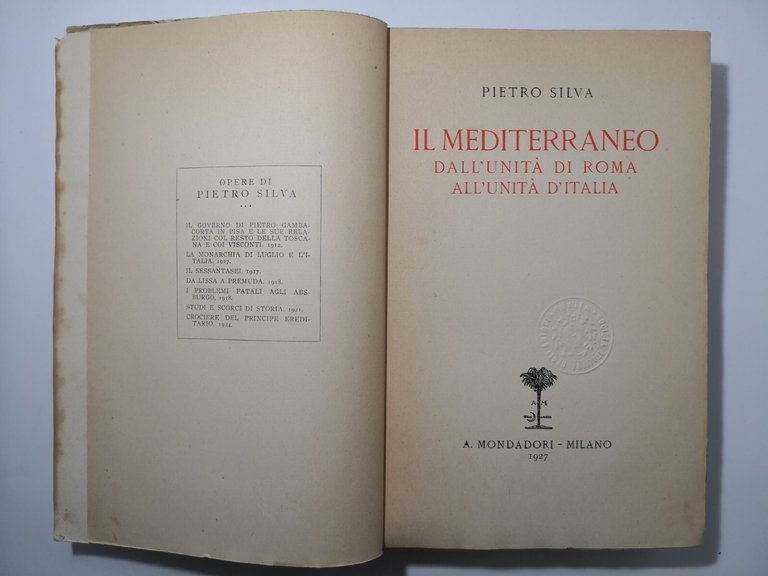 OPERE DI
PIETRO SILVA
IL GOVERNO DI PIETRO GAMBA-
CORTA IN PISA E LE SUE RELA-
ZIONI COL RESTO DELLA TOSCA-
NA E COI VISCONTI. 1912.
LA MONARCHIA DI LUGLIO E L'I-
TALIA. 1917.
IL SESSANTASEI. 1917.
DA LISSA A PREMUDA. 1918.
I PROBLEMI FATALI AGLI ABS-
BURGO. 1918.
STUDI E SCORCI DI STORIA. 1921.
CROCIERE DEL PRINCIPE EREDI-
TARIO. 1924.
PIETRO SILVA
IL MEDITERRANEO
DALL'UNITÀ DI ROMA
ALL'UNITÀ D'ITALIA
A M
A. MONDADORI - MILANO
1927